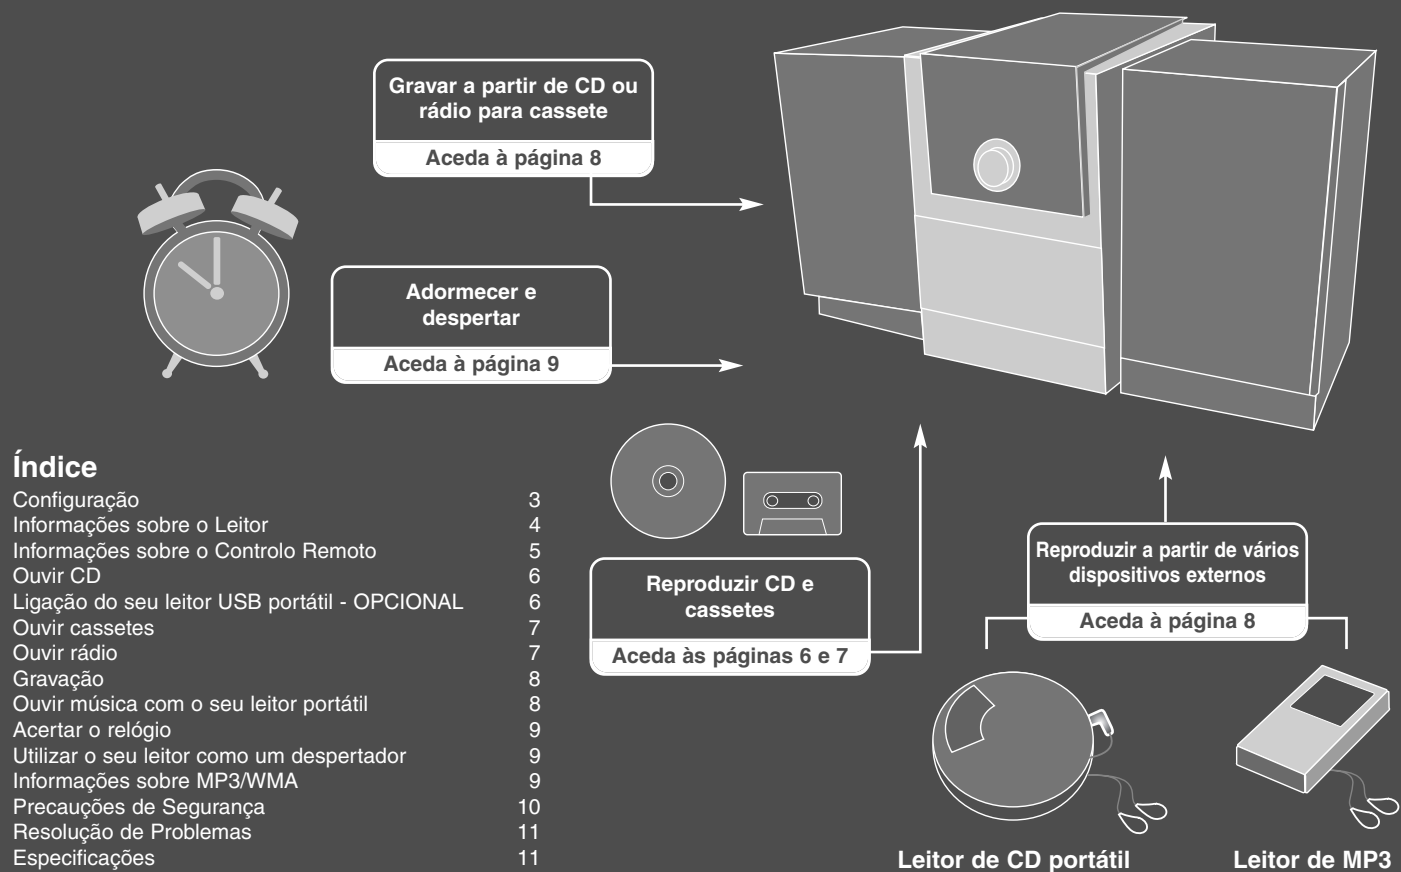 Gravar a partir de CD ou
rádio para cassete
Aceda à página 8
Adormecer e
despertar
Aceda à página 9
Índice
Configuração 3
Informações sobre o Leitor 4
Informações sobre o Controlo Remoto 5
Ouvir CD 6
Ligação do seu leitor USB portátil - OPCIONAL 6
Ouvir cassetes 7
Ouvir rádio 7
Gravação 8
Ouvir música com o seu leitor portátil 8
Acertar o relógio 9
Utilizar o seu leitor como um despertador 9
Informações sobre MP3/WMA 9
Precauções de Segurança 10
Resolução de Problemas 11
Especificações 11
Reproduzir CD e
cassetes
Aceda às páginas 6 e 7
Reproduzir a partir de vários
dispositivos externos
Aceda à página 8
Leitor de CD portátil
Leitor de MP3